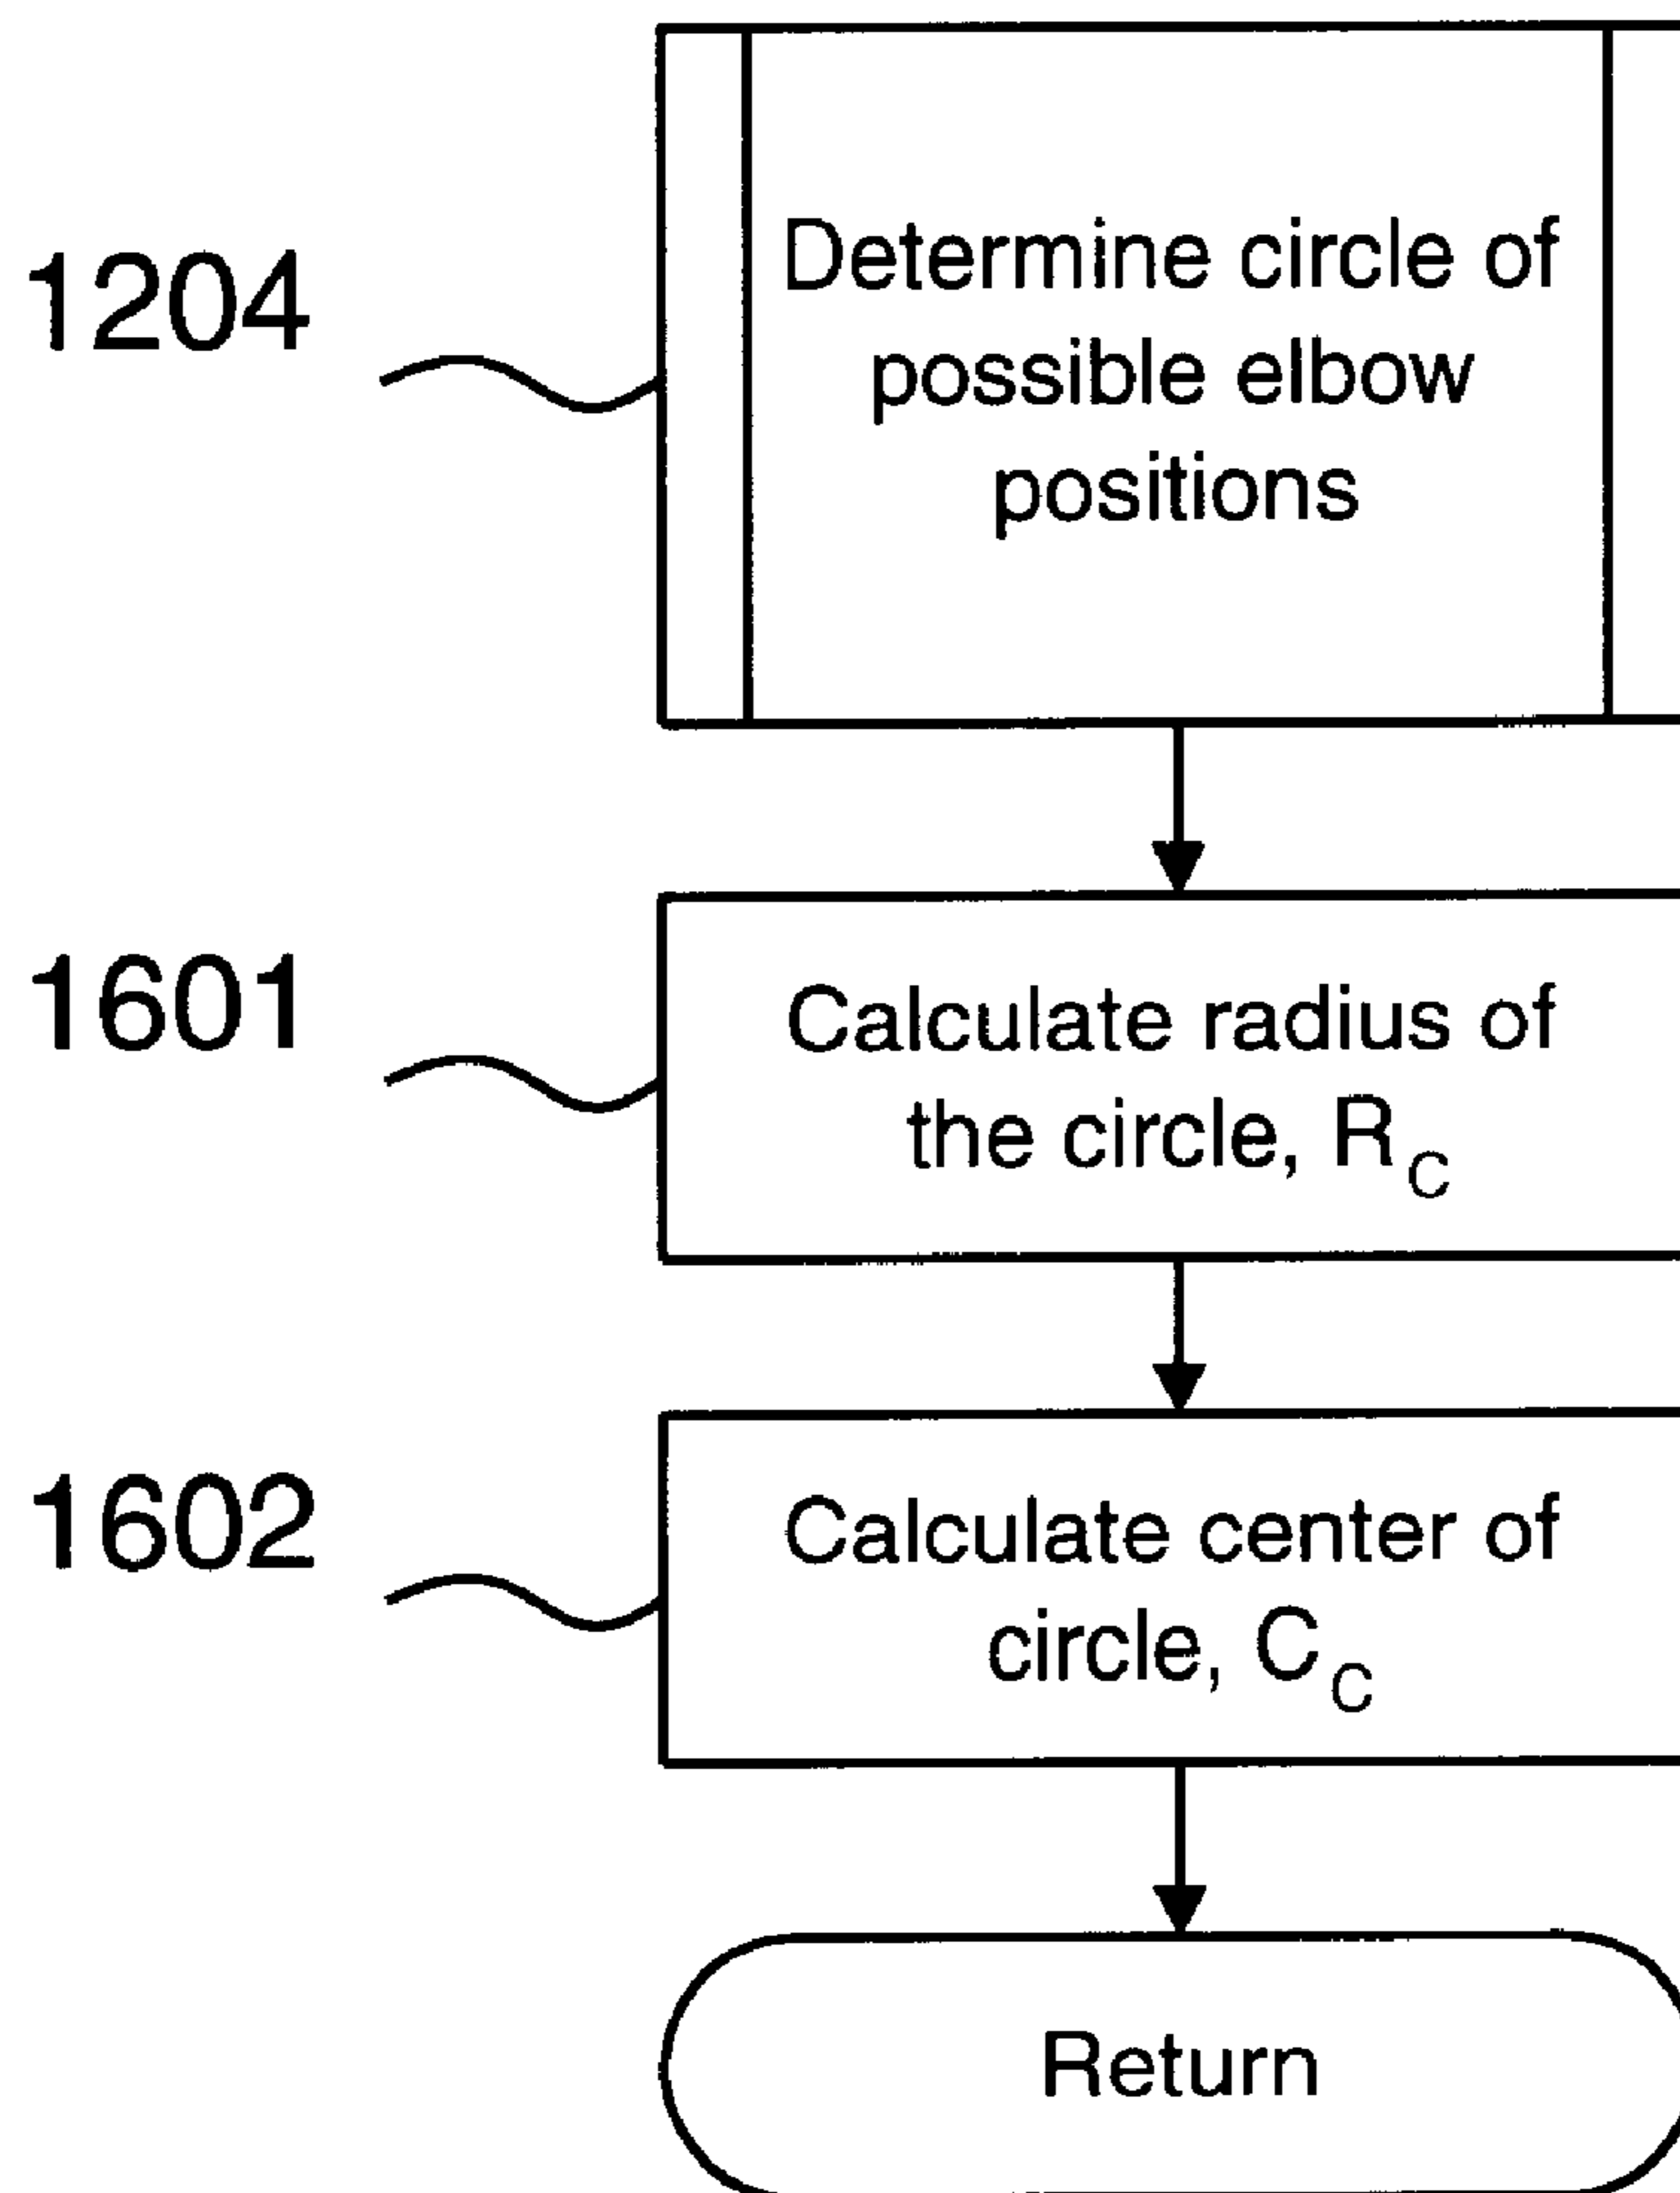 1204
Determine circle of
possible elbow
positions
1601
Calculate radius of
the circle, R_C
1602
Calculate center of
circle, C_C
Return